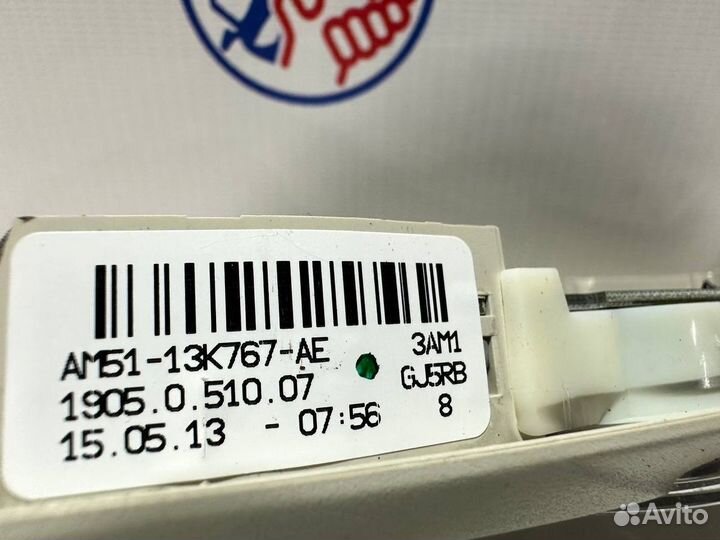 AM51-13K767-AE
3AM1
1905.0.510.07
GJ5RB
15.05.13 - 07:56
8
Avito